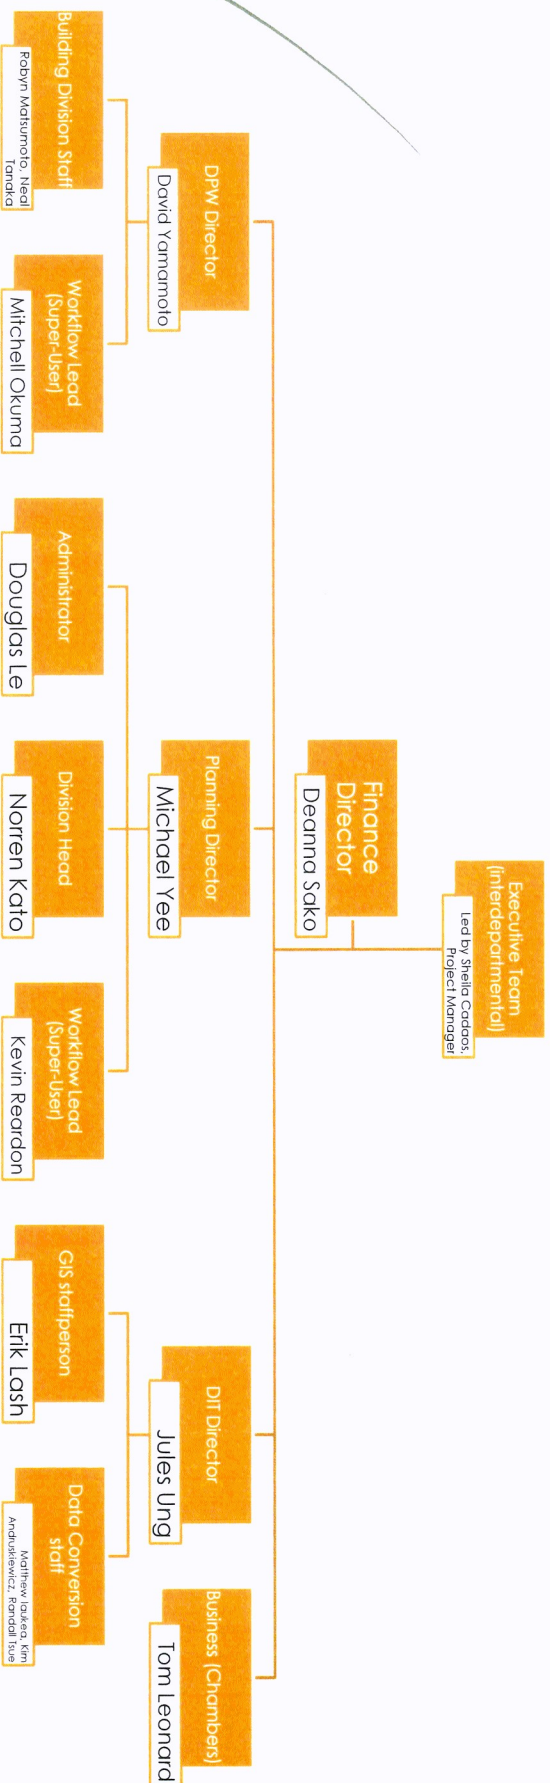 Executive Team
(interdepartmental)
Led by Sheila Cadaos,
Project Manager
Finance
Director
Deanna Sako
DPW Director
David Yamamoto
Planning Director
Michael Yee
DIT Director
Jules Ung
Business (Chambers)
Tom Leonard
Building Division Staff
Robyn Matsumoto, Neal
Tanaka
Workflow Lead
(Super-User)
Mitchell Okuma
Administrator
Douglas Le
Division Head
Norren Kato
Workflow Lead
(Super-User)
Kevin Reardon
GIS staffperson
Erik Lash
Data Conversion
staff
Matthew Iaukea, Kim
Andruskiewicz, Randall Tsue